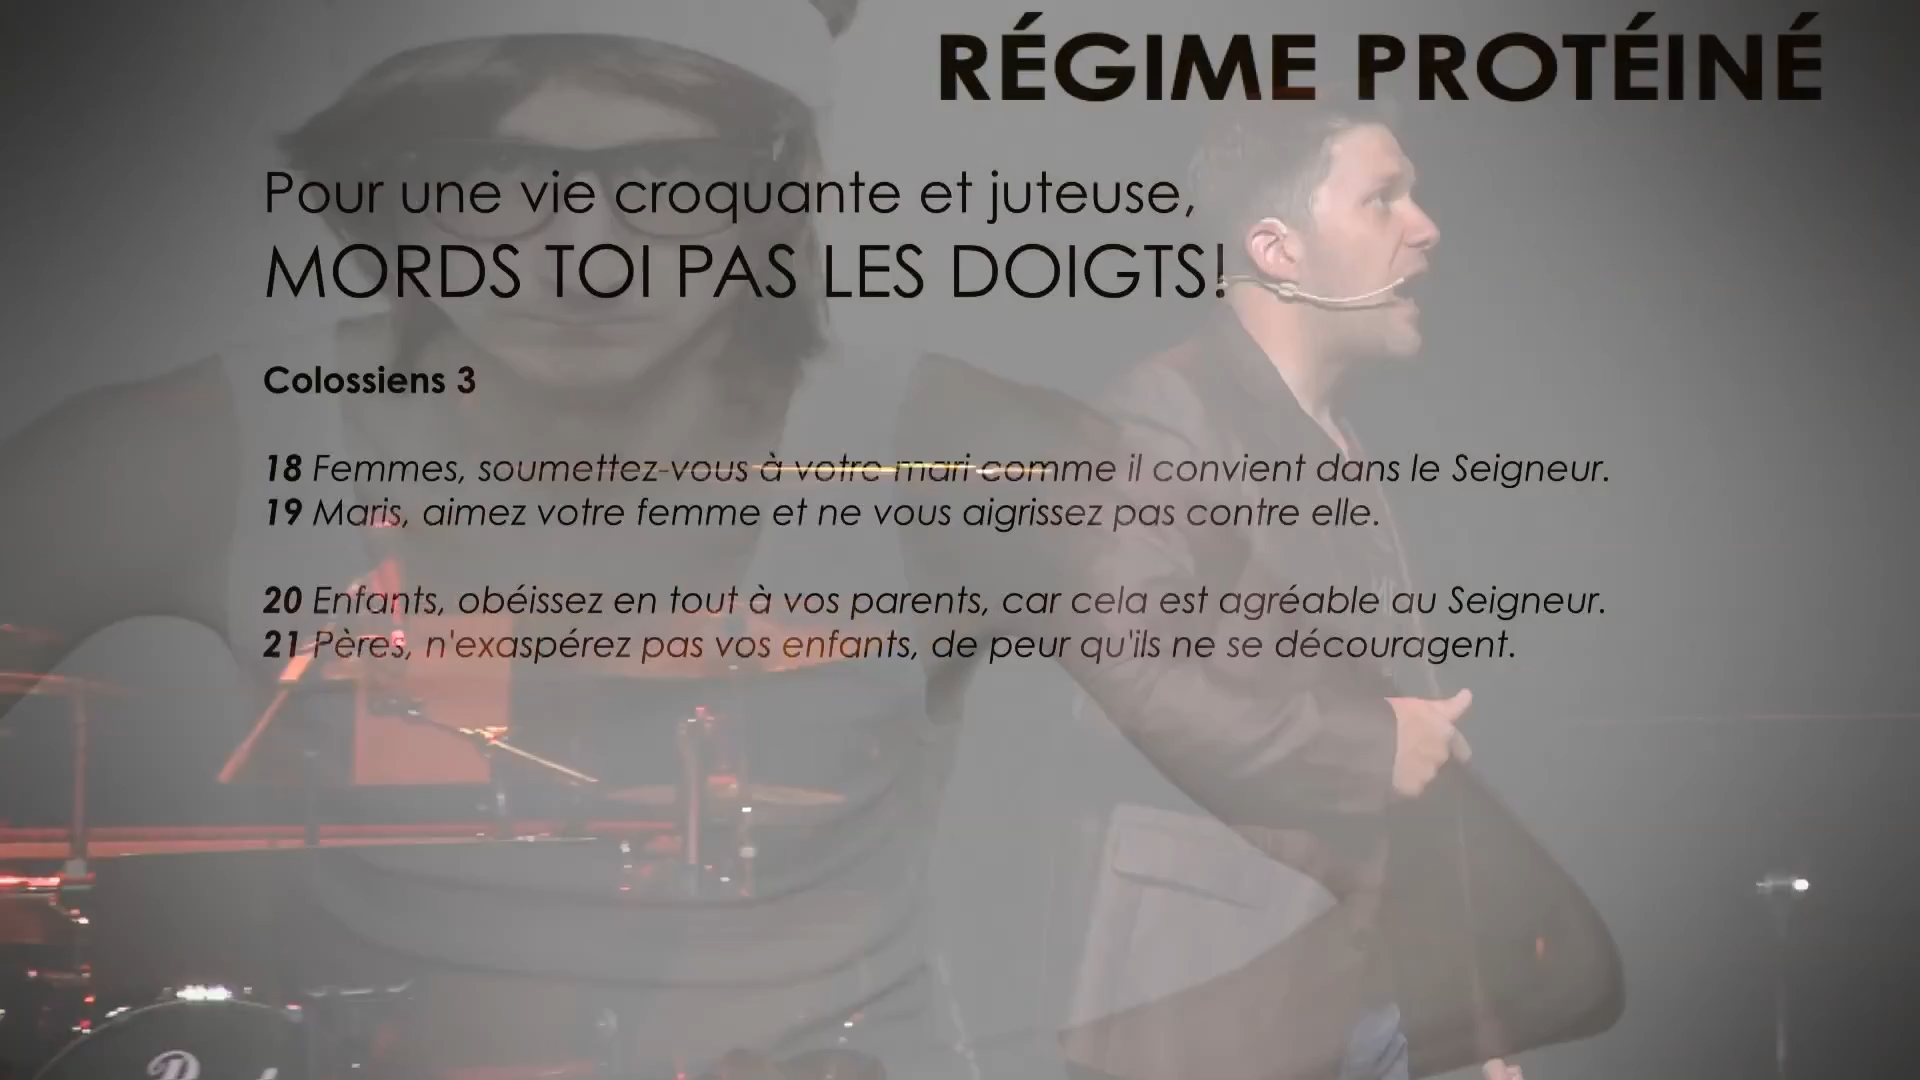 RÉGIME PROTÉINÉ
Pour une vie croquante et juteuse,
MORDS TOI PAS LES DOIGTS!
Colossiens 3
18 Femmes, soumettez-vous à votre mari comme il convient dans le Seigneur.
19 Maris, aimez votre femme et ne vous aigrissez pas contre elle.
20 Enfants, obéissez en tout à vos parents, car cela est agréable au Seigneur.
21 Pères, n'exaspérez pas vos enfants, de peur qu'ils ne se découragent.